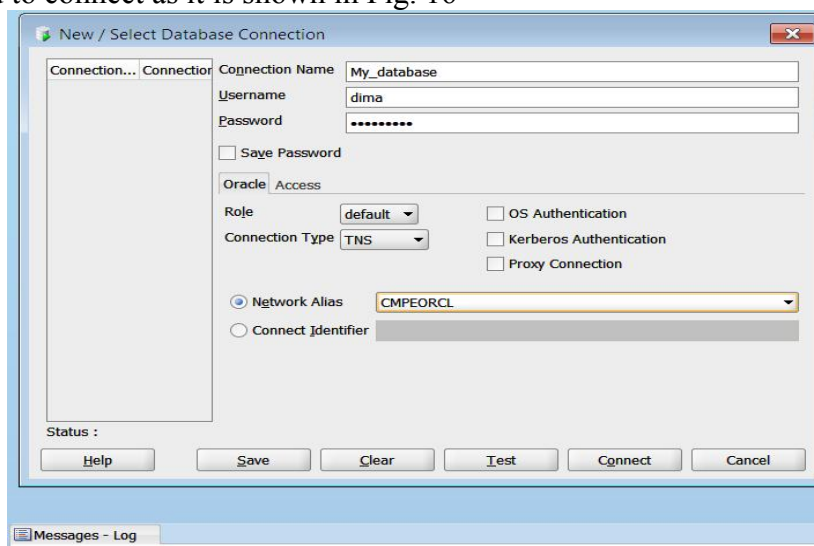 to connect as it is shown in Fig. 10
New / Select Database Connection
Connection... Connection
Connection Name My_database
Username dima
Password •••••••••
Save Password
Oracle Access
Role default
OS Authentication
Connection Type TNS
Kerberos Authentication
Proxy Connection
Network Alias CMPEORCL
Connect Identifier
Status :
Help Save Clear Test Connect Cancel
Messages - Log